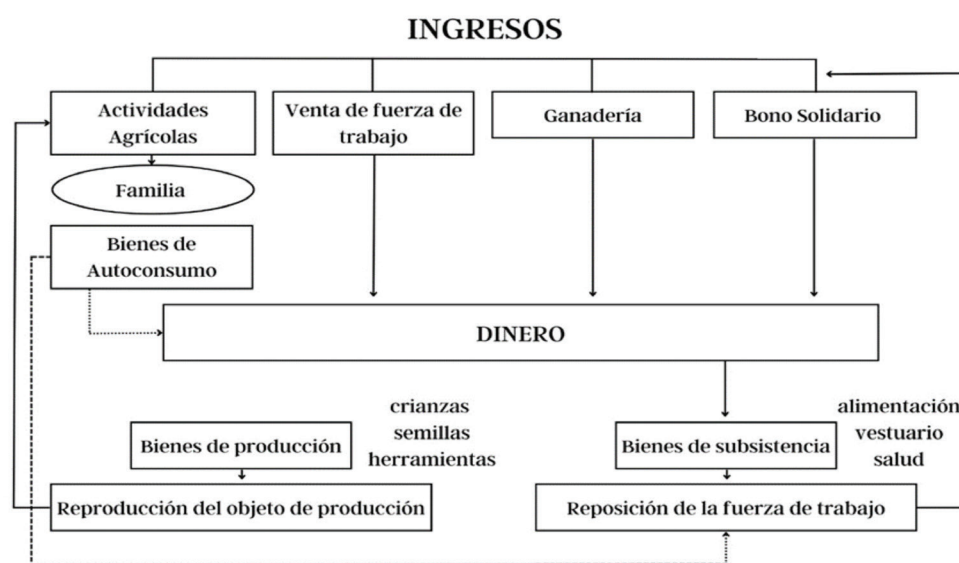 INGRESOS
Actividades
Agrícolas
Venta de fuerza de
trabajo
Ganadería
Bono Solidario
Familia
Bienes de
Autoconsumo
DINERO
crianzas
semillas
herramientas
Bienes de producción
alimentación
vestuario
salud
Bienes de subsistencia
Reproducción del objeto de producción
Reposición de la fuerza de trabajo